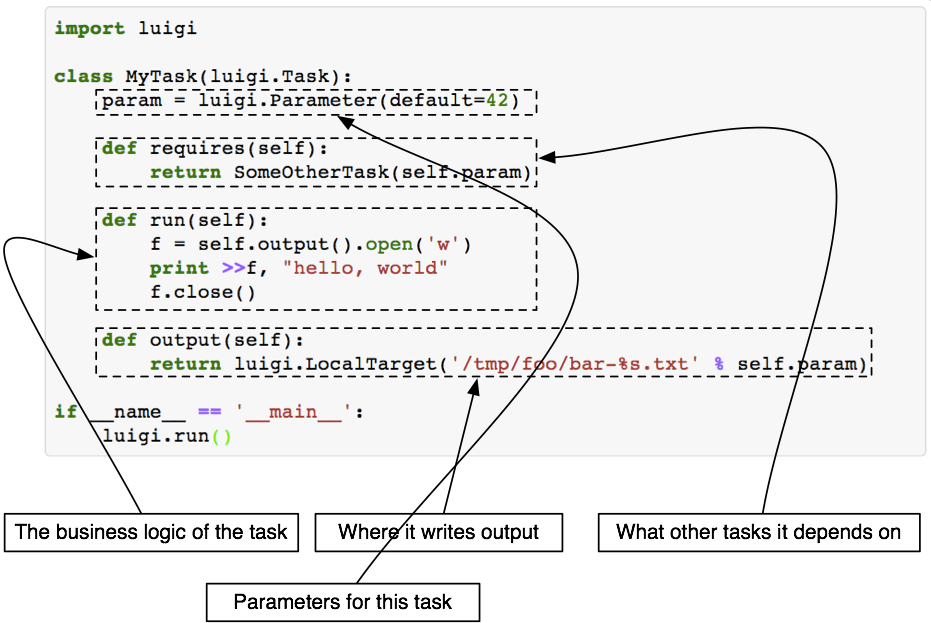 import luigi
class MyTask(luigi.Task):
param = luigi.Parameter(default=42)
def requires(self):
return SomeOtherTask(self.param)
def run(self):
f = self.output().open('w')
print >>f, "hello, world"
f.close()
def output(self):
return luigi.LocalTarget('/tmp/foo/bar-%s.txt' % self.param)
if __name__ == '__main__':
luigi.run()
The business logic of the task
Where it writes output
What other tasks it depends on
Parameters for this task